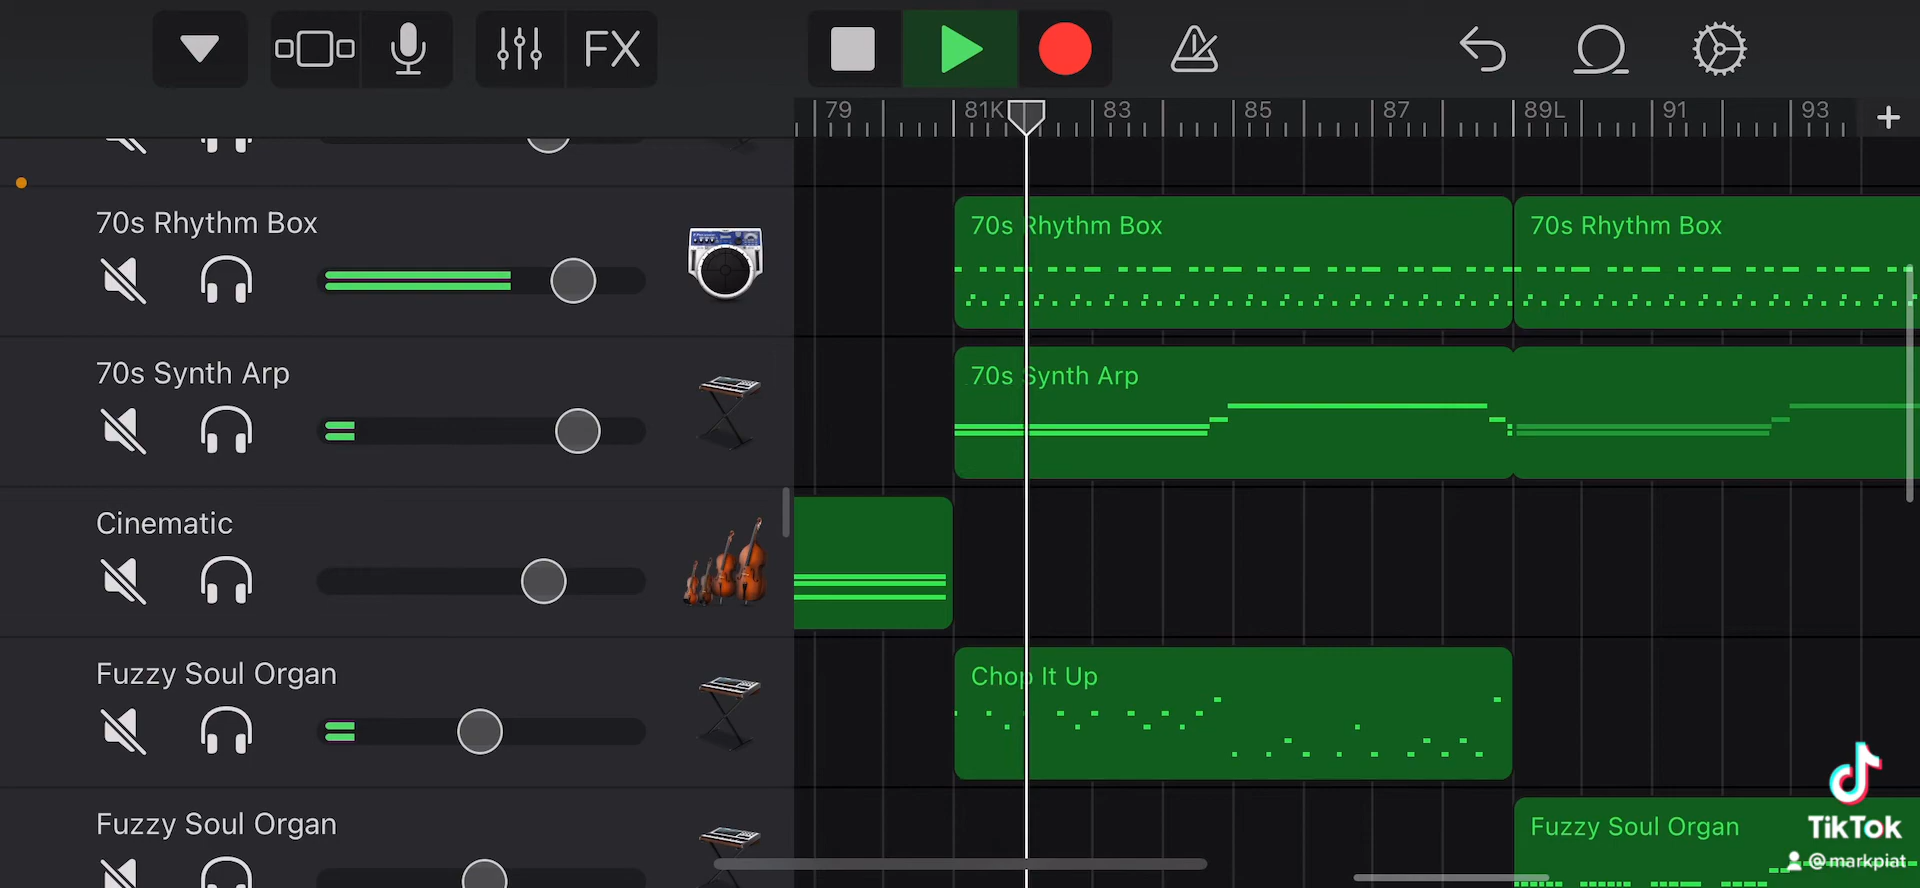 FX
79
81K
83
85
87
89L
91
93
70s Rhythm Box
70s Rhythm Box
70s Rhythm Box
70s Synth Arp
70s Synth Arp
Cinematic
Fuzzy Soul Organ
Chop It Up
Fuzzy Soul Organ
Fuzzy Soul Organ
TikTok
@markpiat